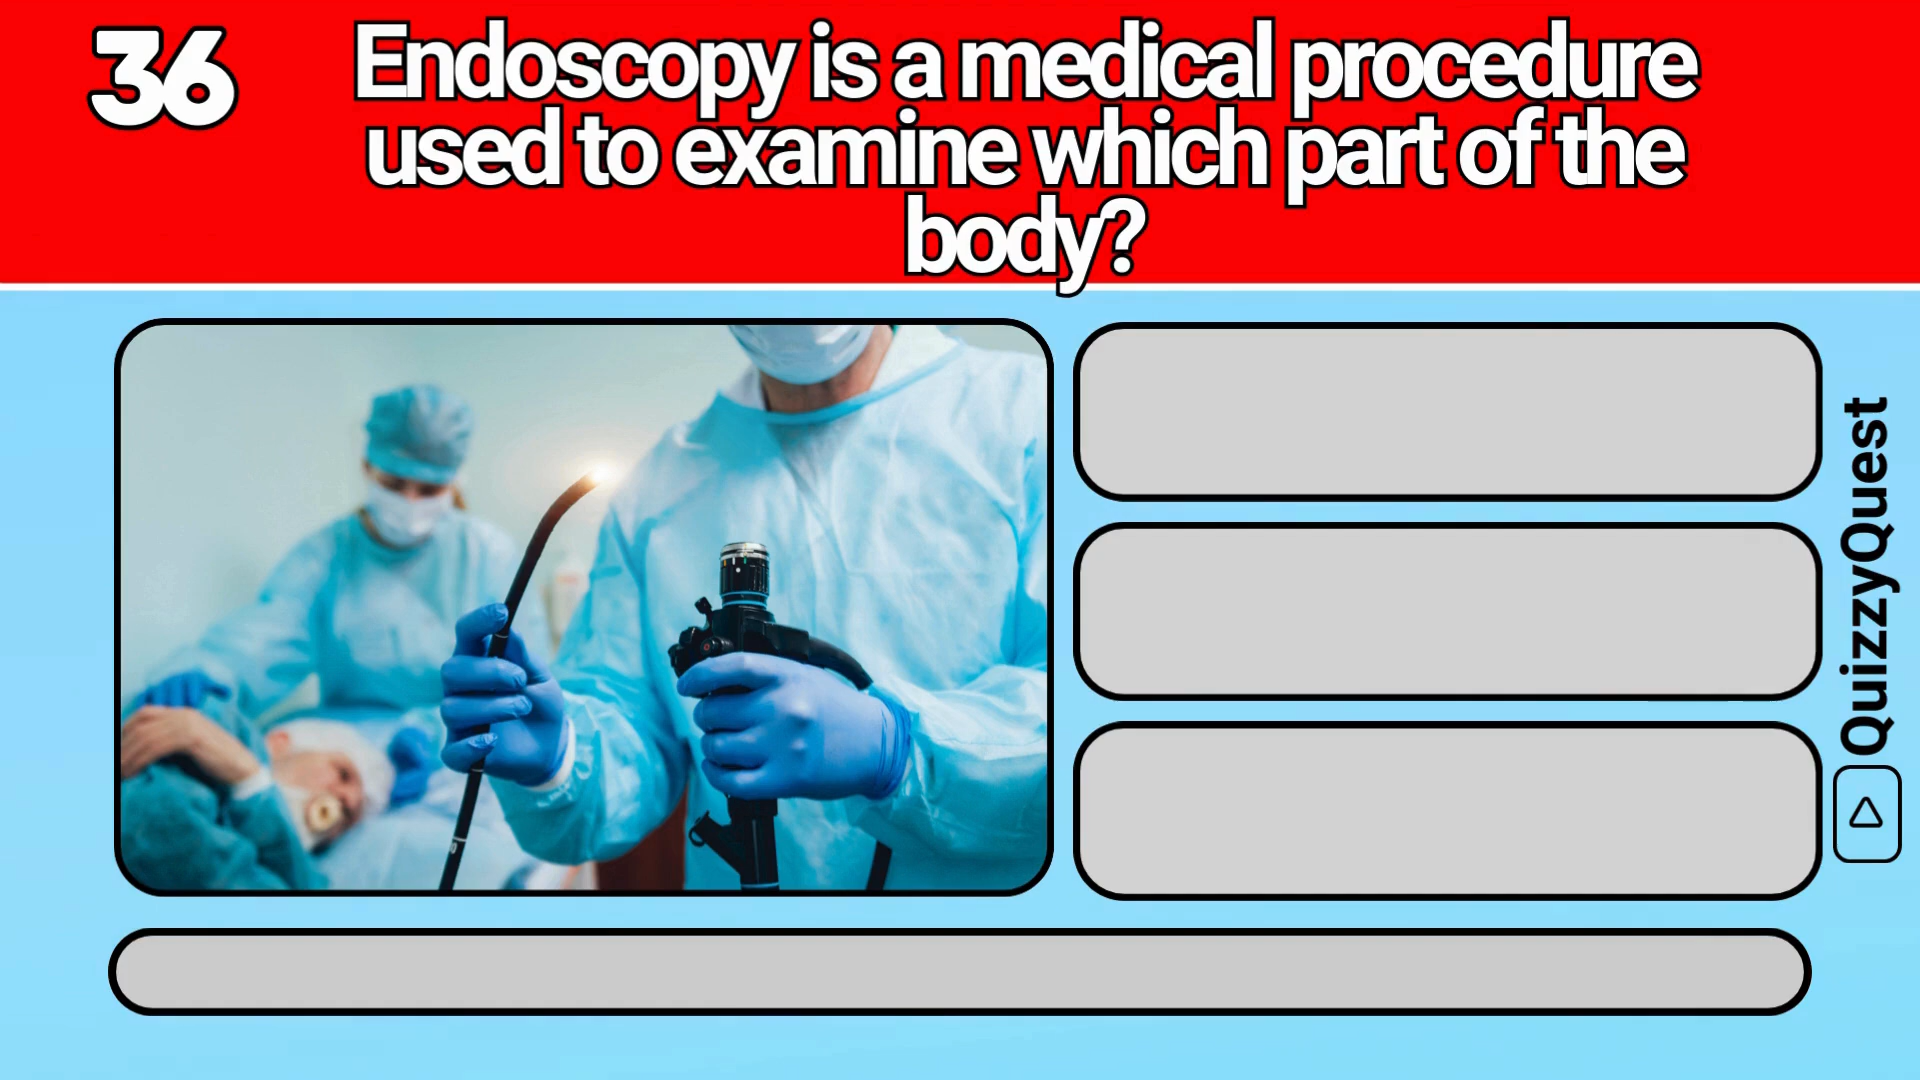 36
Endoscopy is a medical procedure
used to examine which part of the
body?
QuizzyQuest